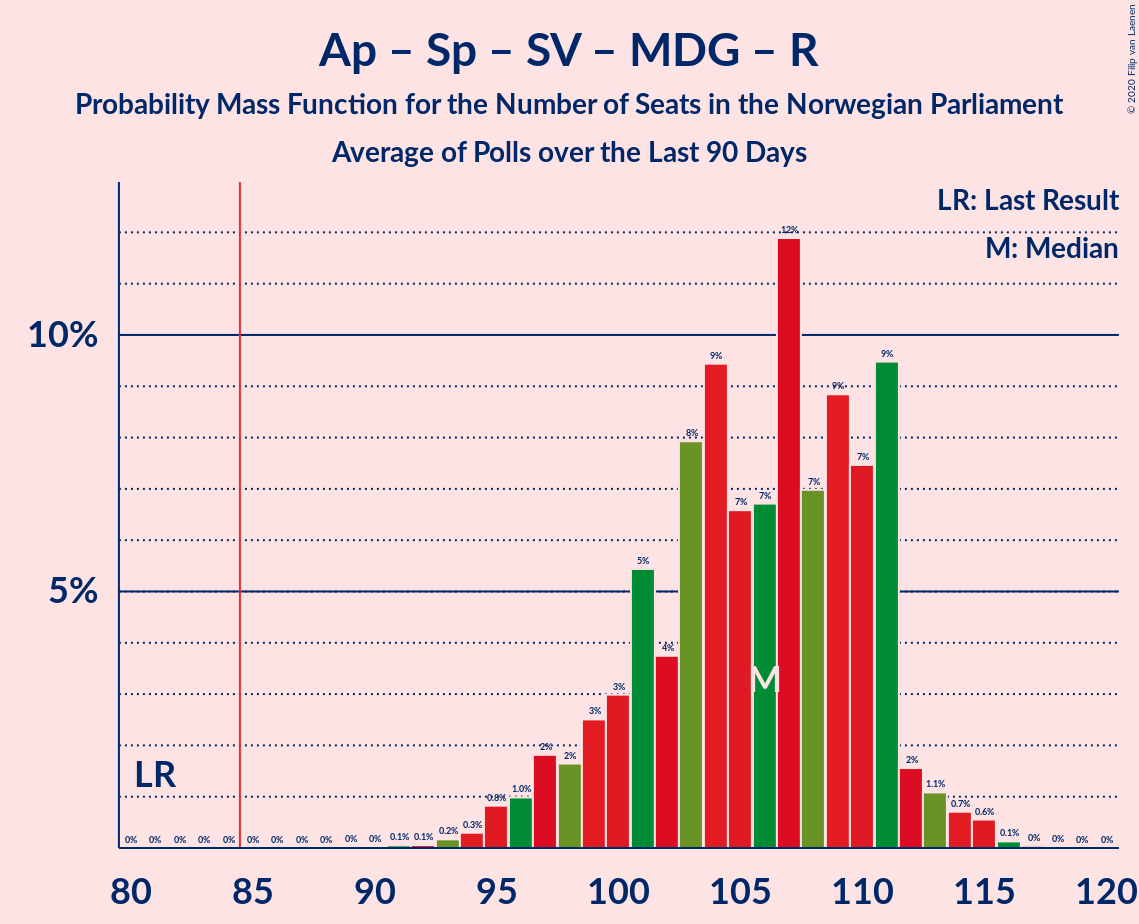 Ap – Sp – SV – MDG – R
Probability Mass Function for the Number of Seats in the Norwegian Parliament
Average of Polls over the Last 90 Days
© 2020 Filip van Laenen
LR: Last Result
M: Median
10%
5%
LR
M
0% 0% 0% 0% 0% 0% 0% 0% 0% 0% 0% 0.1% 0.1% 0.2% 0.3% 0.8% 1.0% 2% 2% 3% 3% 5% 4% 8% 9% 7% 7% 12% 7% 9% 7% 9% 2% 1.1% 0.7% 0.6% 0.1% 0% 0% 0% 0%
80 85 90 95 100 105 110 115 120